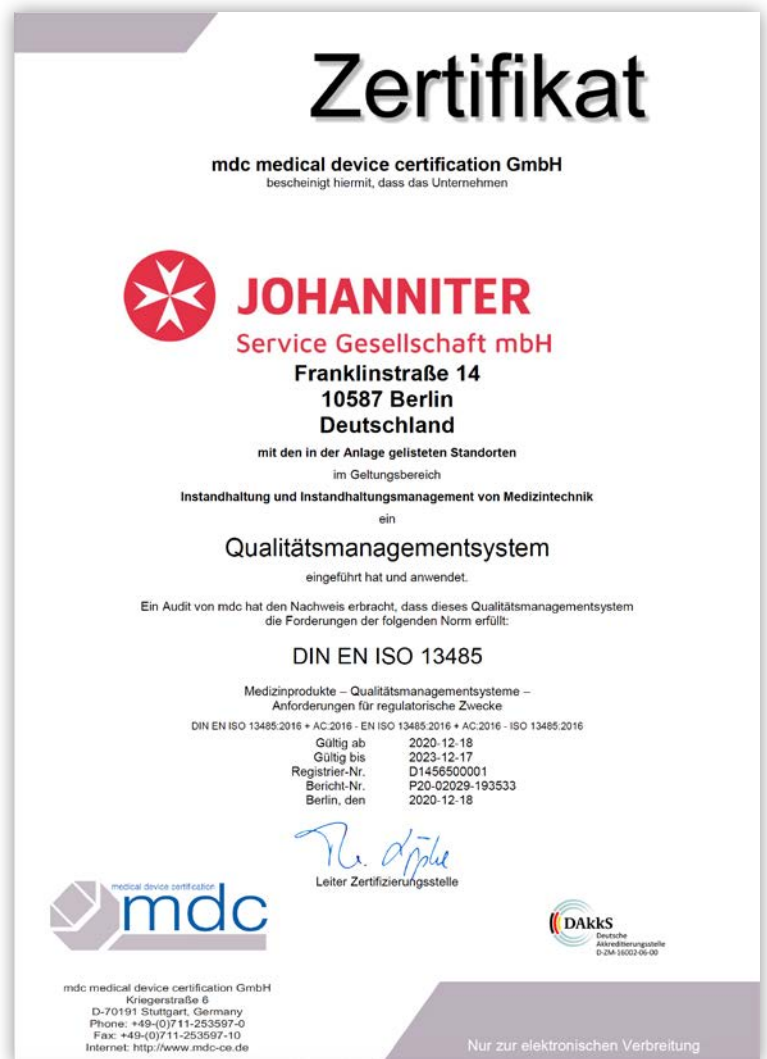 Zertifikat
mdc medical device certification GmbH
bescheinigt hiermit, dass das Unternehmen
JOHANNITER
Service Gesellschaft mbH
Franklinstraße 14
10587 Berlin
Deutschland
mit den in der Anlage gelisteten Standorten
im Geltungsbereich
Instandhaltung und Instandhaltungsmanagement von Medizintechnik
ein
Qualitätsmanagementsystem
eingeführt hat und anwendet.
Ein Audit von mdc hat den Nachweis erbracht, dass dieses Qualitätsmanagementsystem
die Forderungen der folgenden Norm erfüllt:
DIN EN ISO 13485
Medizinprodukte – Qualitätsmanagementsysteme –
Anforderungen für regulatorische Zwecke
DIN EN ISO 13485:2016 + AC:2016 - EN ISO 13485:2016 + AC:2016 - ISO 13485:2016
Gültig ab 2020-12-18
Gültig bis 2023-12-17
Registrier-Nr. D1456500001
Bericht-Nr. P20-02029-193533
Berlin, den 2020-12-18
Leiter Zertifizierungsstelle
medical device certification
mdc
DAkkS
Deutsche
Akkreditierungsstelle
D-ZM-16002-06-00
mdc medical device certification GmbH
Kriegerstraße 6
D-70191 Stuttgart, Germany
Phone: +49-(0)711-253597-0
Fax: +49-(0)711-253597-10
Internet: http://www.mdc-ce.de
Nur zur elektronischen Verbreitung